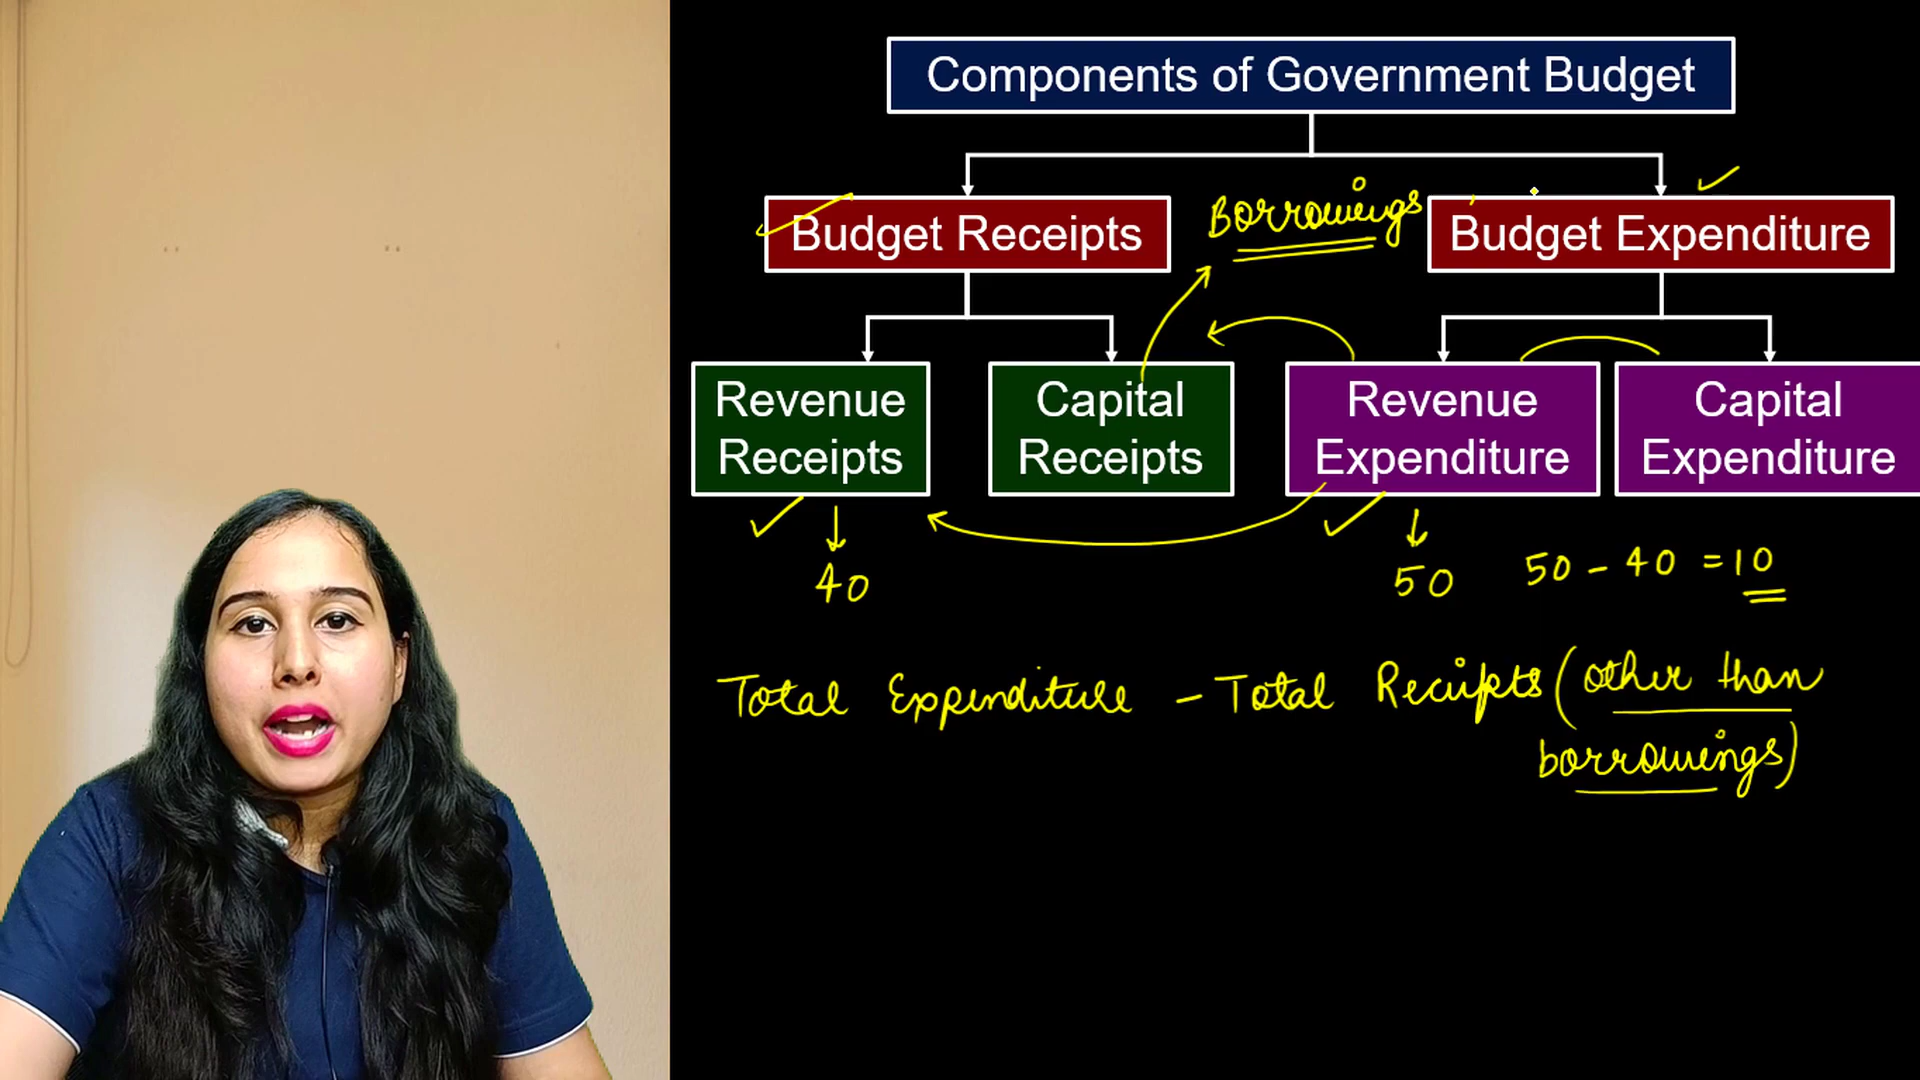 Components of Government Budget
Budget Receipts
Borrowings
Budget Expenditure
Revenue
Receipts
Capital
Receipts
Revenue
Expenditure
Capital
Expenditure
40
50
50 - 40 = 10
Total Expenditure - Total Receipts (other than
borrowings)